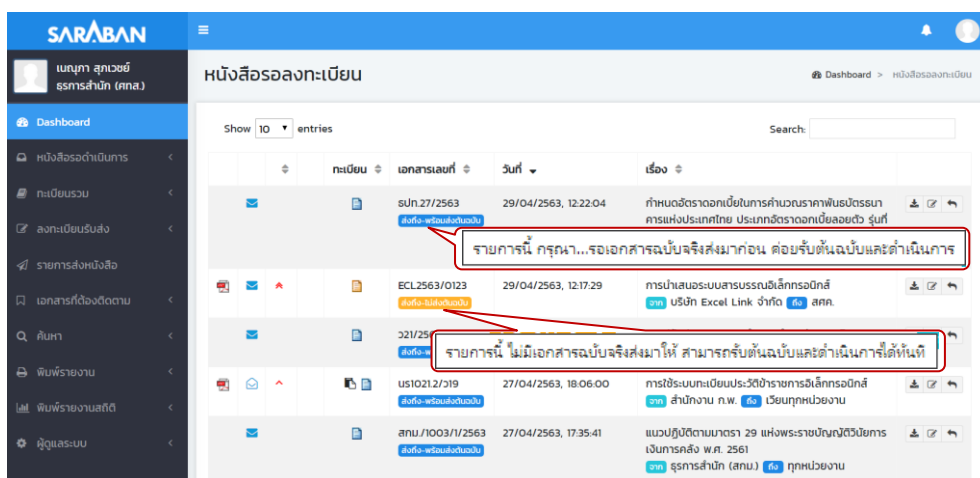 SARABAN
เนณุภา สุภเวชย์
ธุรการสำนัก (ศทส.)
หนังสือรอลงทะเบียน
Dashboard > หนังสือรอลงทะเบียน
Dashboard
หนังสือรอดำเนินการ
ทะเบียนรวม
ลงทะเบียนรับส่ง
รายการส่งหนังสือ
เอกสารที่ต้องติดตาม
ค้นหา
พิมพ์รายงาน
พิมพ์รายงานสถิติ
ผู้ดูแลระบบ
Show 10 entries
Search:
ทะเบียน เอกสารเลขที่ วันที่ เรื่อง
ธปท.27/2563 29/04/2563, 12:22:04 กำหนดอัตราดอกเบี้ยในการคำนวณราคาพันธบัตรธนา
ส่งถึง-พร้อมส่งต้นฉบับ คารแห่งประเทศไทย ประเภทอัตราดอกเบี้ยลอยตัว รุ่นที่
รายการนี้ กรุณา...รอเอกสารฉบับจริงส่งมาก่อน ค่อยรับต้นฉบับและดำเนินการ
ECL2563/0123 29/04/2563, 12:17:29 การนำเสนอระบบสารบรรณอิเล็กทรอนิกส์
ส่งถึง-ไม่ส่งต้นฉบับ จาก บริษัท Excel Link จำกัด ถึง สศค.
ว21/25
รายการนี้ ไม่มีเอกสารฉบับจริงส่งมาให้ สามารถรับต้นฉบับและดำเนินการได้ทันที
นร1021.2/ว19 27/04/2563, 18:06:00 การใช้ระบบทะเบียนประวัติข้าราชการอิเล็กทรอนิกส์
ส่งถึง-พร้อมส่งต้นฉบับ จาก สำนักงาน ก.พ. ถึง เวียนทุกหน่วยงาน
สกม./1003/1/2563 27/04/2563, 17:35:41 แนวปฏิบัติตามมาตรา 29 แห่งพระราชบัญญัติวินัยการ
ส่งถึง-พร้อมส่งต้นฉบับ เงินการคลัง พ.ศ. 2561
จาก ธุรการสำนัก (สกม.) ถึง ทุกหน่วยงาน